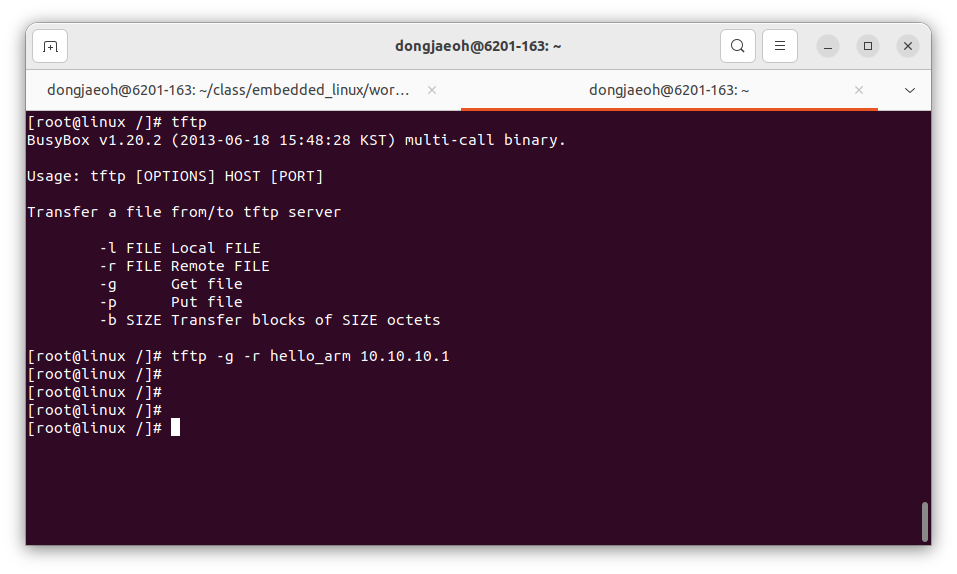 dongjaeoh@6201-163: ~
dongjaeoh@6201-163: ~/class/embedded_linux/wor...
dongjaeoh@6201-163: ~
[root@linux /]# tftp
BusyBox v1.20.2 (2013-06-18 15:48:28 KST) multi-call binary.
Usage: tftp [OPTIONS] HOST [PORT]
Transfer a file from/to tftp server
-l FILE Local FILE
-r FILE Remote FILE
-g      Get file
-p      Put file
-b SIZE Transfer blocks of SIZE octets
[root@linux /]# tftp -g -r hello_arm 10.10.10.1
[root@linux /]#
[root@linux /]#
[root@linux /]#
[root@linux /]#